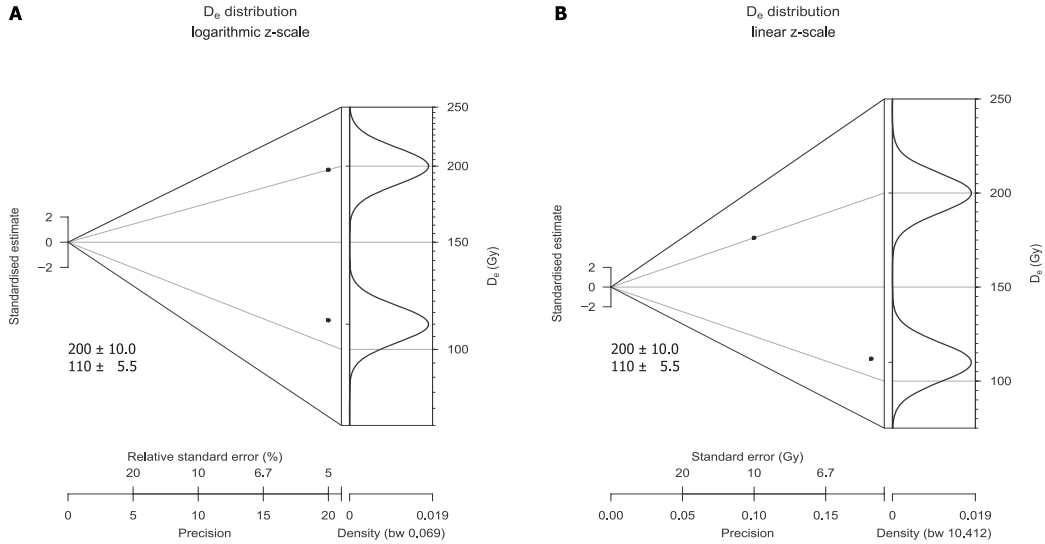 A
Dₑ distribution
logarithmic z-scale
250
200
150
100
Dₑ (Gy)
Standardised estimate
2
0
−2
200 ± 10.0
110 ± 5.5
Relative standard error (%)
20 10 6.7 5
0 5 10 15 20
Precision
0 0.019
Density (bw 0.069)
B
Dₑ distribution
linear z-scale
250
200
150
100
Dₑ (Gy)
Standardised estimate
2
0
−2
200 ± 10.0
110 ± 5.5
Standard error (Gy)
20 10 6.7
0.00 0.05 0.10 0.15
Precision
0 0.019
Density (bw 10.412)